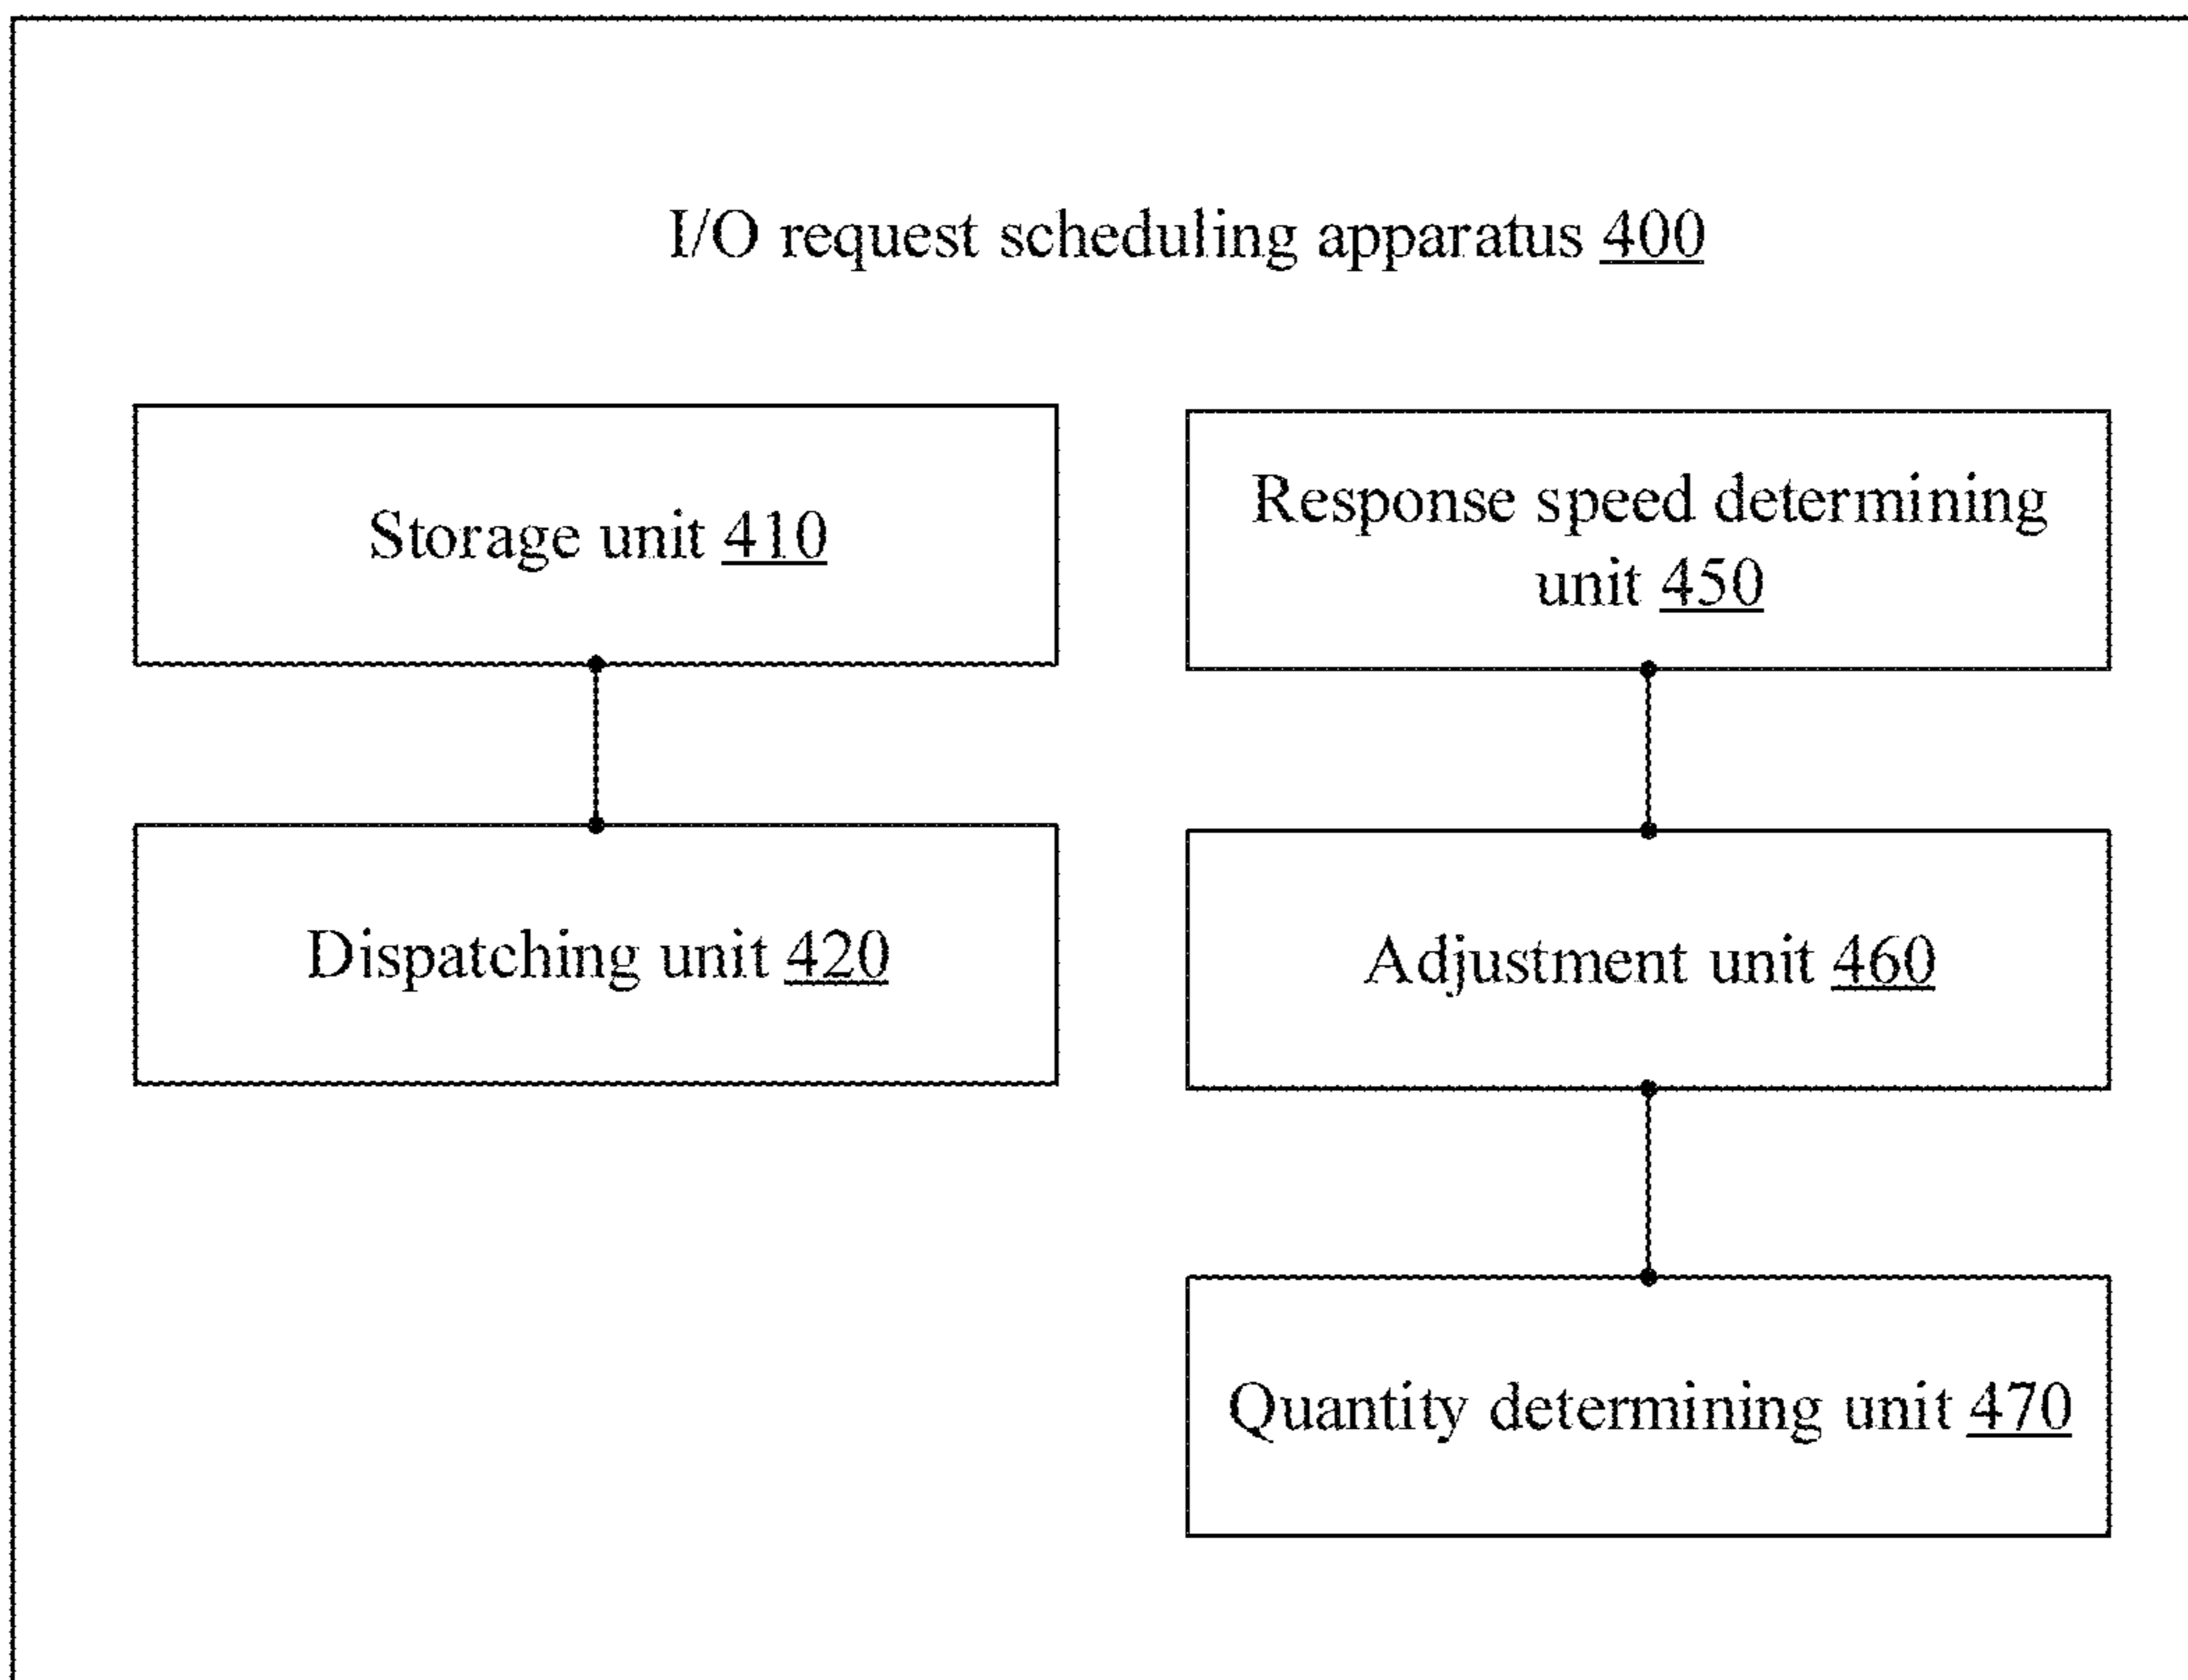 I/O request scheduling apparatus 400
Storage unit 410
Response speed determining
unit 450
Dispatching unit 420
Adjustment unit 460
Quantity determining unit 470